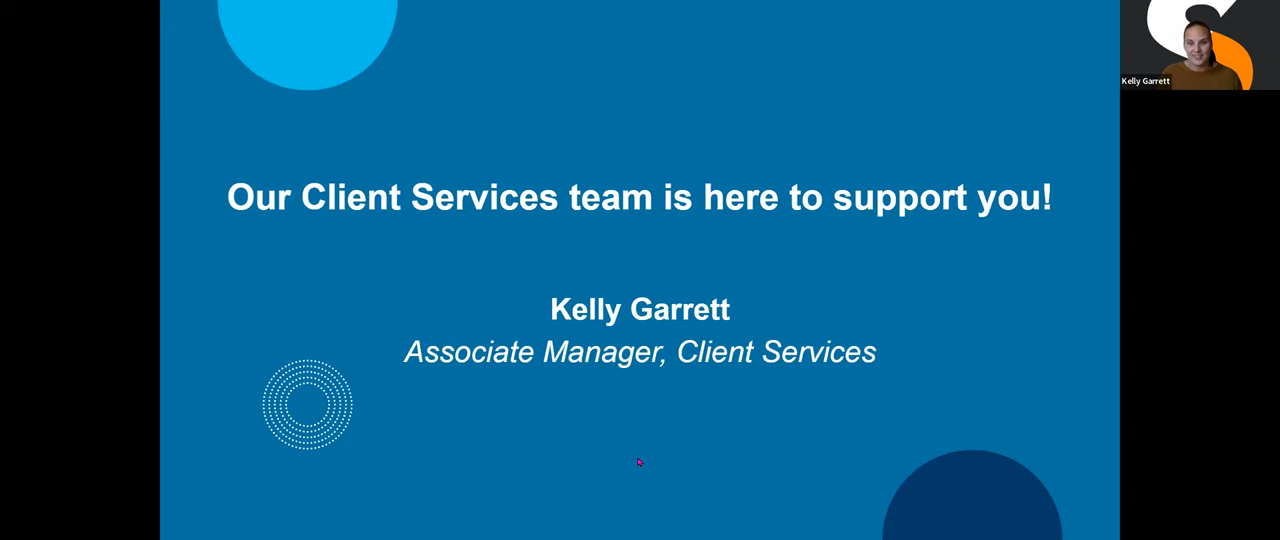 Our Client Services team is here to support you!
Kelly Garrett
Associate Manager, Client Services
Kelly Garrett